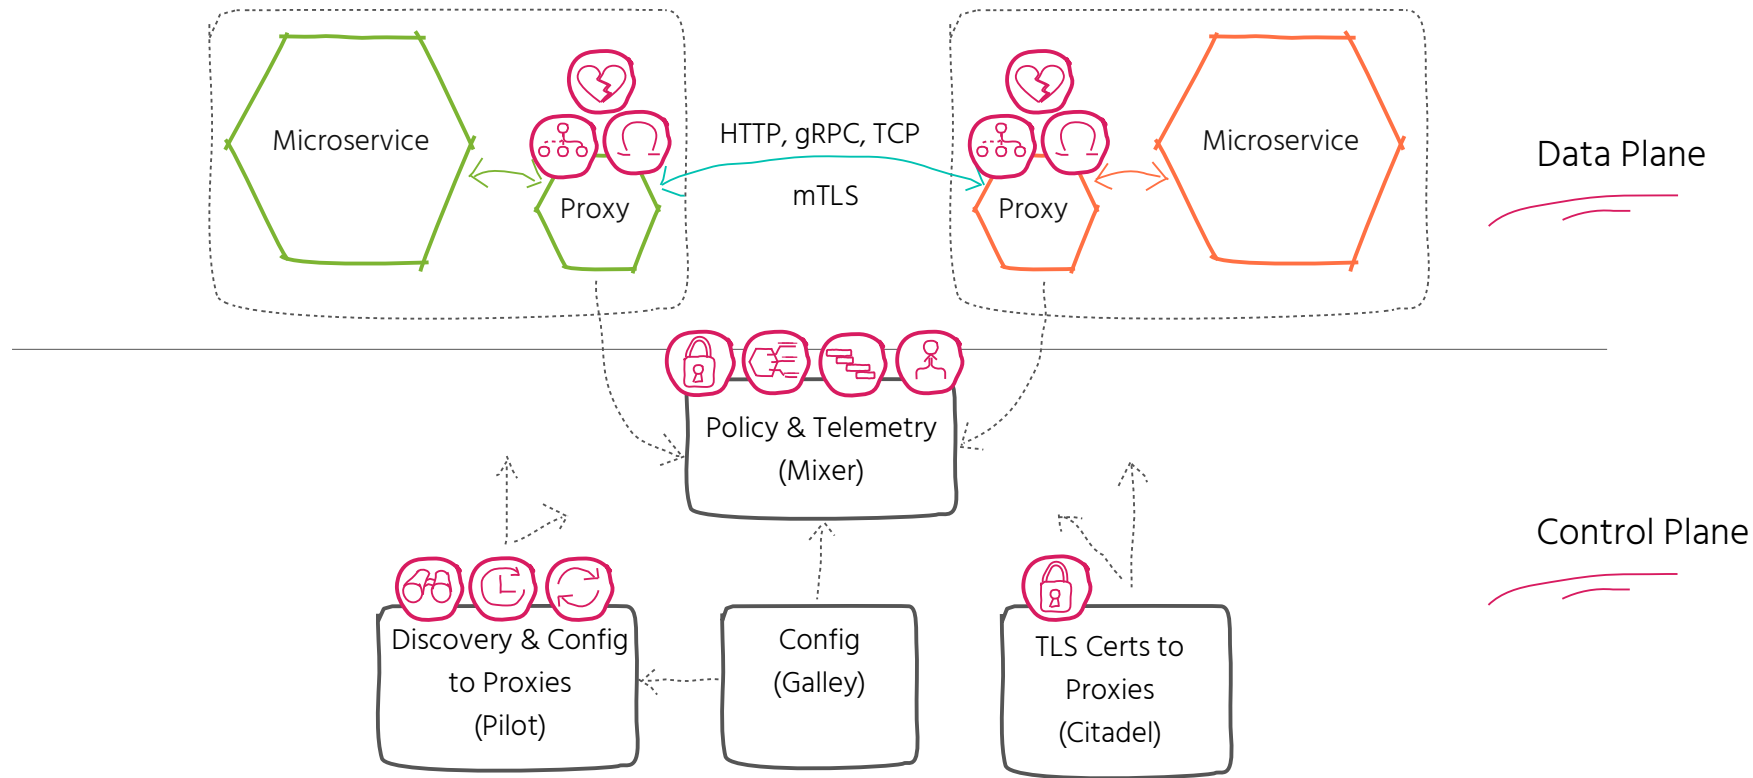 Microservice
Proxy
HTTP, gRPC, TCP
mTLS
Proxy
Microservice
Data Plane
Policy & Telemetry
(Mixer)
Control Plane
Discovery & Config
to Proxies
(Pilot)
Config
(Galley)
TLS Certs to
Proxies
(Citadel)